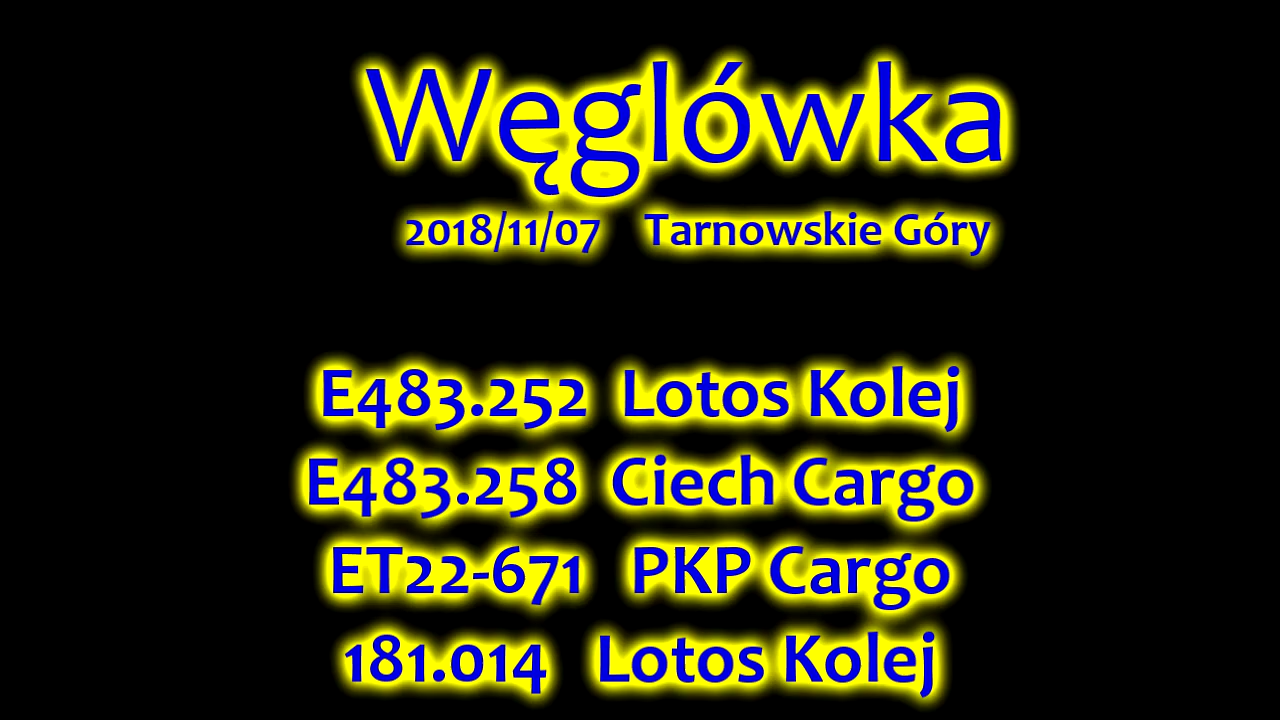 Węglówka
2018/11/07 Tarnowskie Góry
E483.252 Lotos Kolej
E483.258 Ciech Cargo
ET22-671 PKP Cargo
181.014 Lotos Kolej